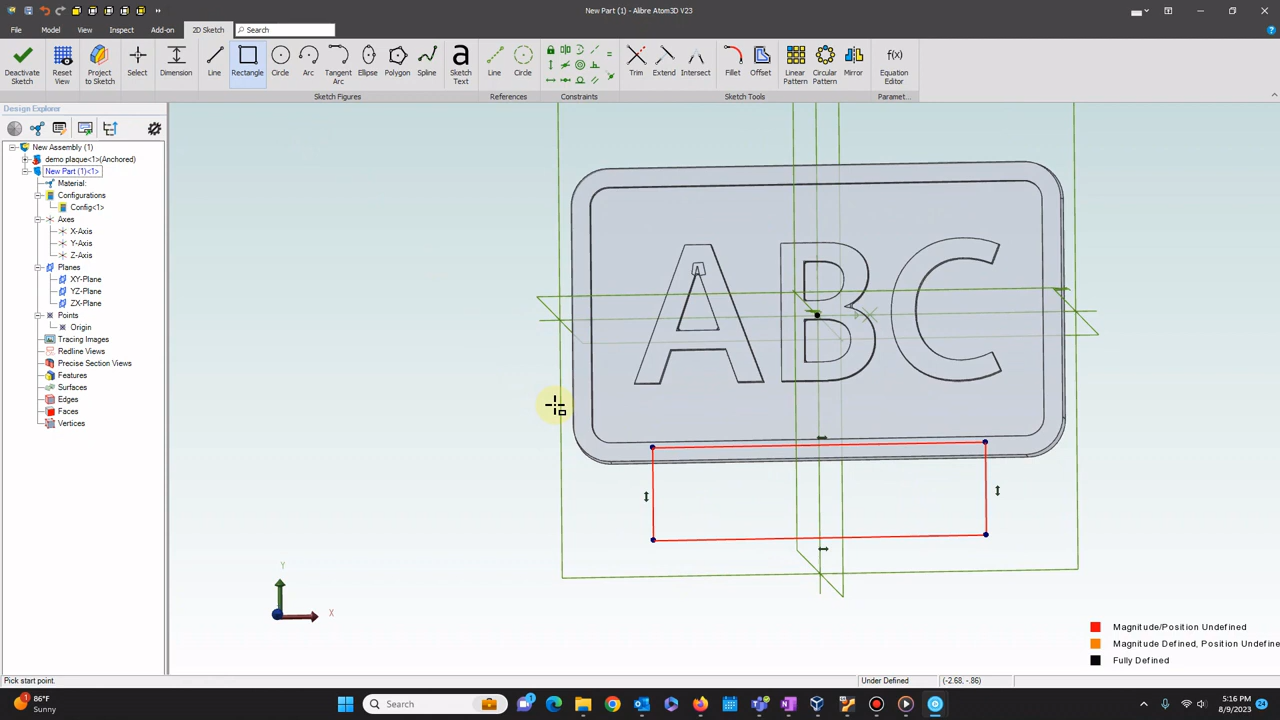 New Part (1) - Alibre Atom3D V23
File Model View Inspect Add-on 2D Sketch Search
Deactivate Sketch
Reset View
Project to Sketch
Select
Dimension
Line
Rectangle
Circle
Arc
Tangent Arc
Ellipse
Polygon
Spline
Sketch Text
Line
Circle
Trim
Extend
Intersect
Fillet
Offset
Linear Pattern
Circular Pattern
Mirror
f(x)
Equation Editor
Sketch Figures References Constraints Sketch Tools Paramet...
Design Explorer
New Assembly (1)
demo plaque<1>(Anchored)
New Part (1)<1>
Material:
Configurations
Config<1>
Axes
X-Axis
Y-Axis
Z-Axis
Planes
XY-Plane
YZ-Plane
ZX-Plane
Points
Origin
Tracing Images
Redline Views
Precise Section Views
Features
Surfaces
Edges
Faces
Vertices
ABC
A
Y
X
Magnitude/Position Undefined
Magnitude Defined, Position Undefine
Fully Defined
Pick start point. Under Defined (-2.68, -.86)
86°F
Sunny
Search
5:16 PM
8/9/2023